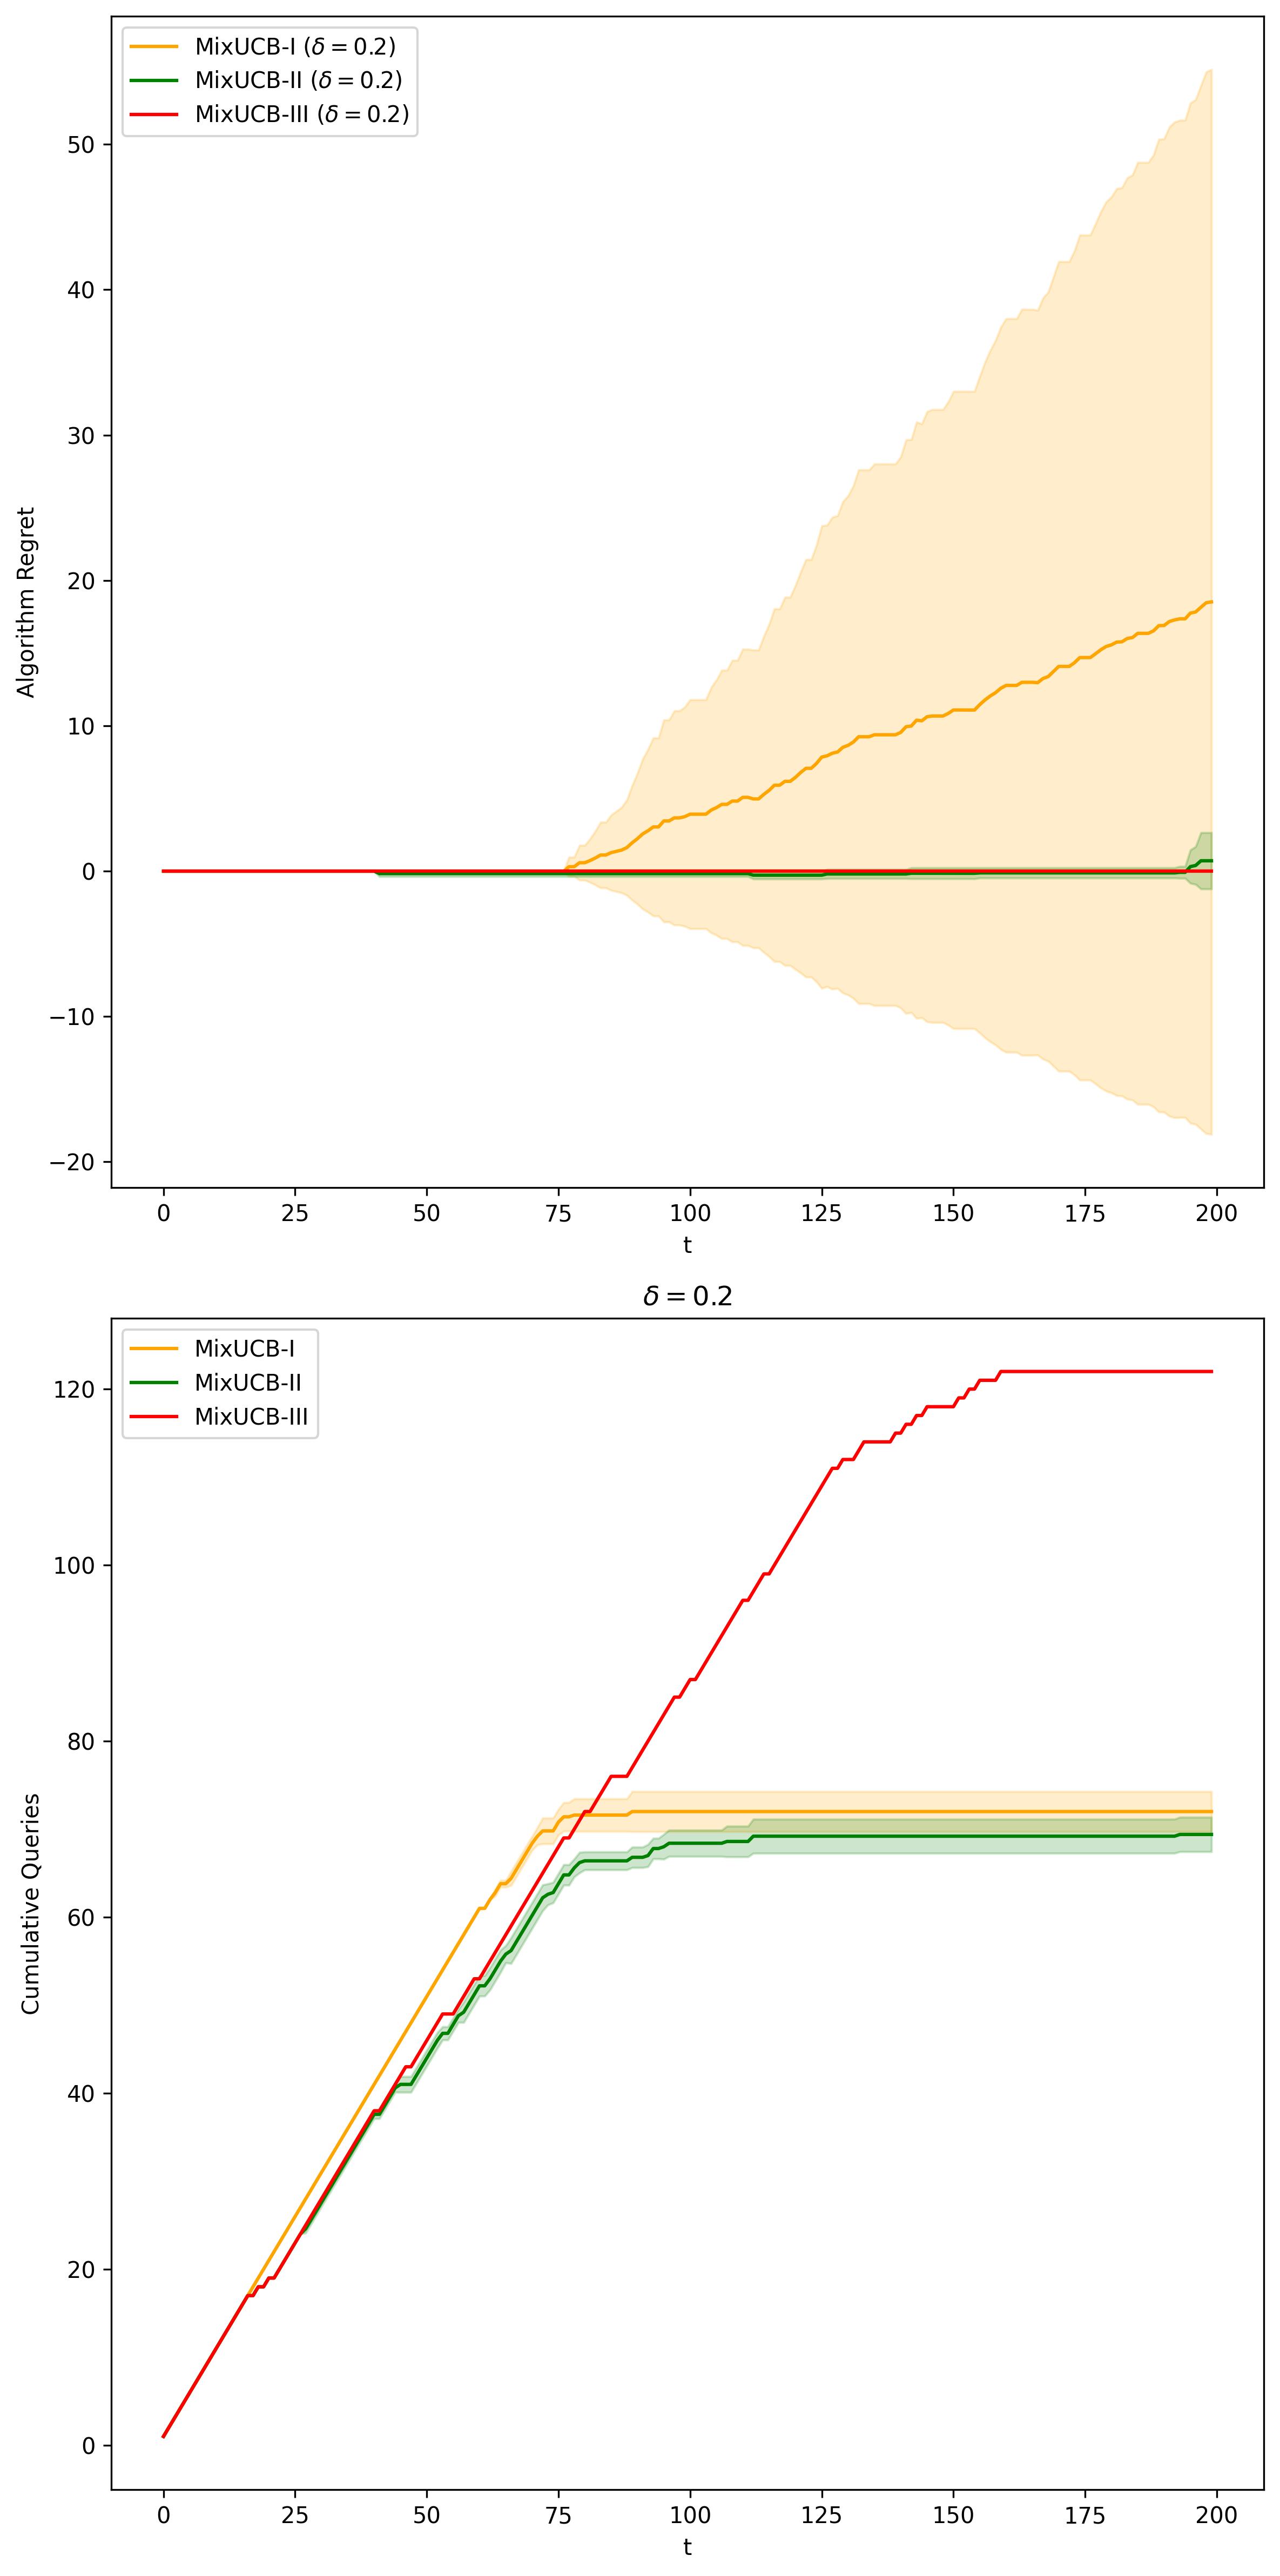 MixUCB-I (δ = 0.2)
MixUCB-II (δ = 0.2)
MixUCB-III (δ = 0.2)
50
40
30
20
10
0
−10
−20
Algorithm Regret
0 25 50 75 100 125 150 175 200
t
δ = 0.2
MixUCB-I
MixUCB-II
MixUCB-III
120
100
80
60
40
20
0
Cumulative Queries
0 25 50 75 100 125 150 175 200
t